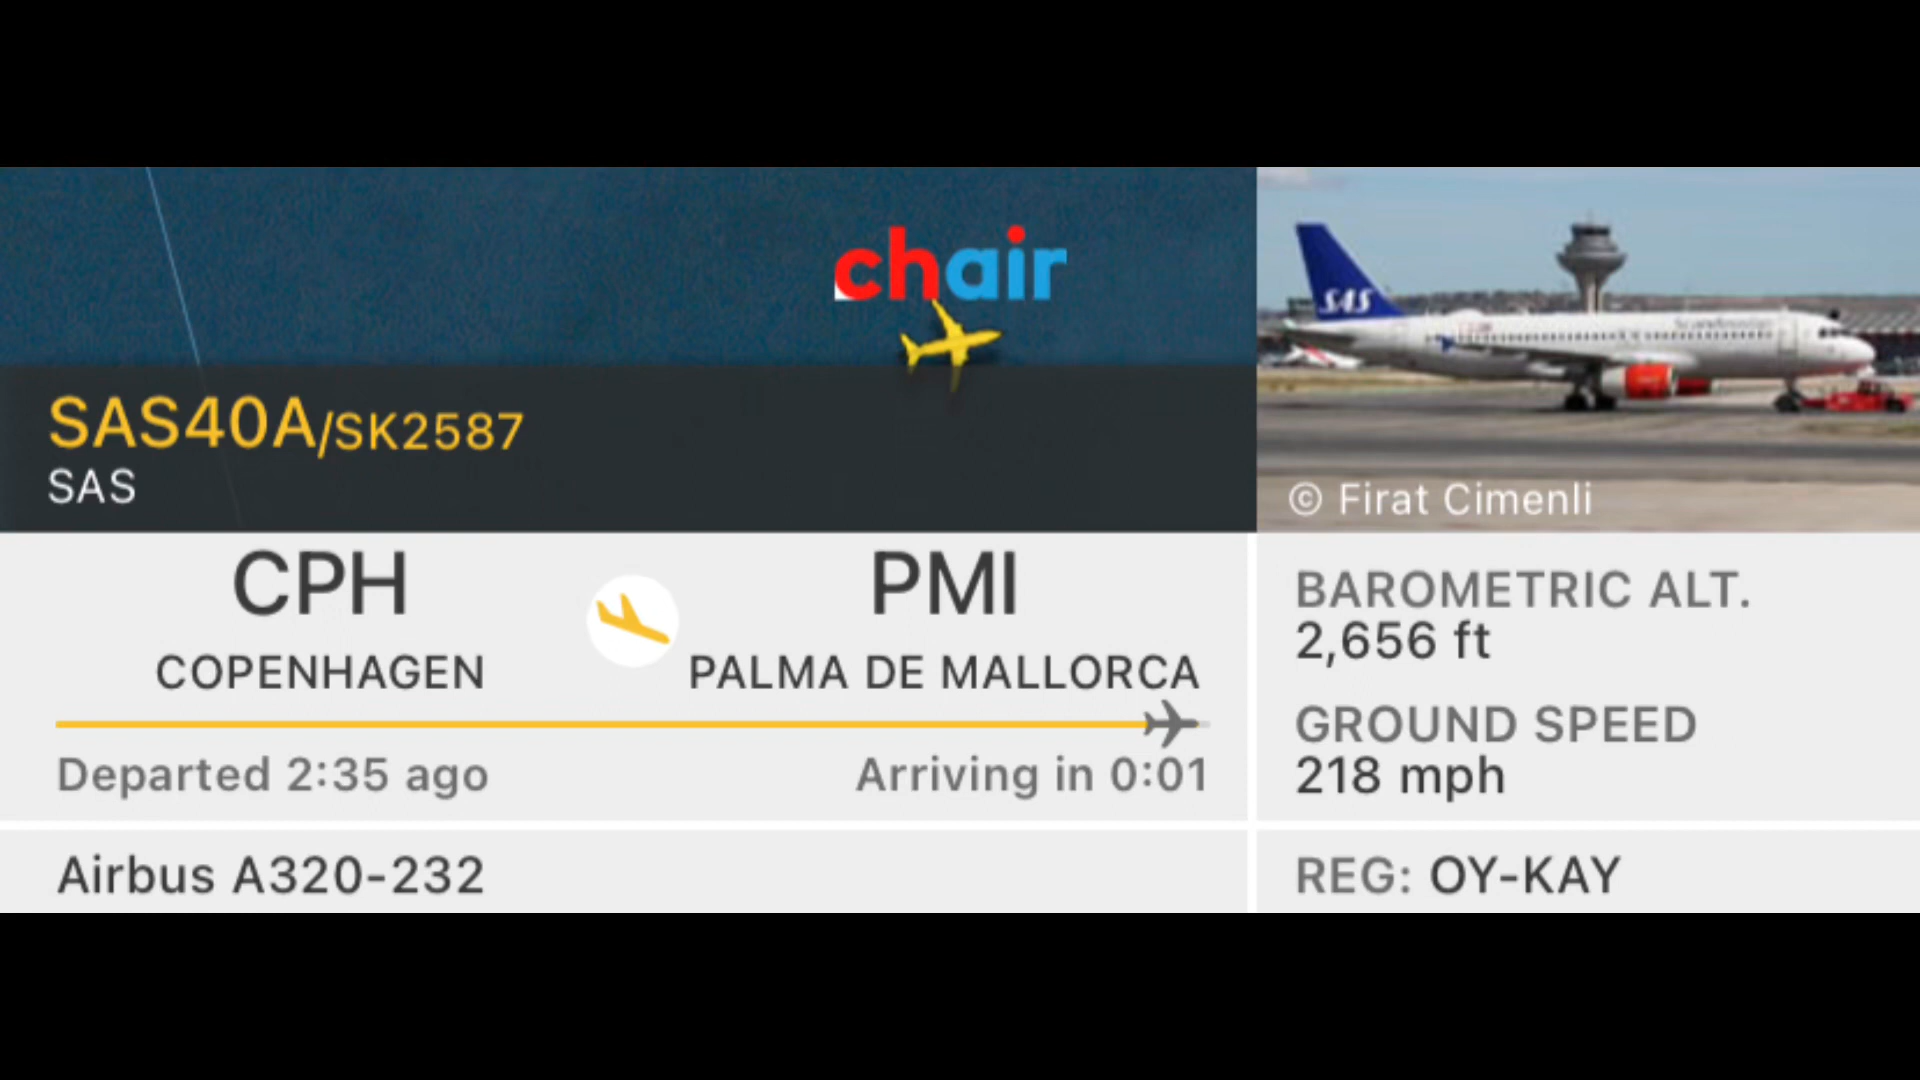 chair
SAS40A/SK2587
SAS
SAS
© Firat Cimenli
CPH
COPENHAGEN
PMI
PALMA DE MALLORCA
Departed 2:35 ago
Arriving in 0:01
BAROMETRIC ALT.
2,656 ft
GROUND SPEED
218 mph
Airbus A320-232
REG: OY-KAY